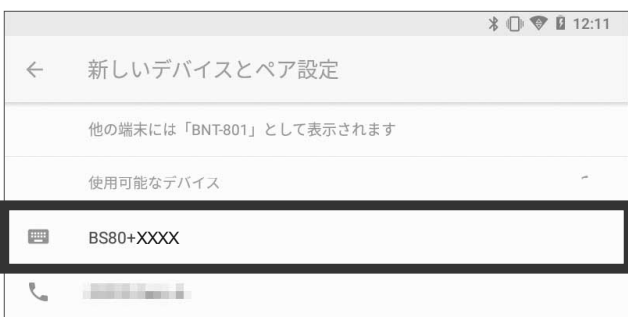 12:11
新しいデバイスとペア設定
他の端末には「BNT-801」として表示されます
使用可能なデバイス
BS80+XXXX